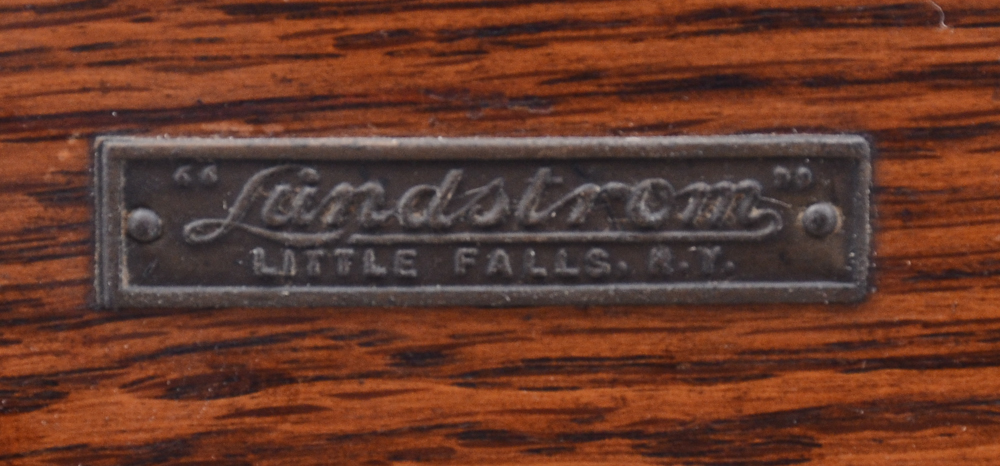 "Lundstrom"
LITTLE FALLS. N.Y.